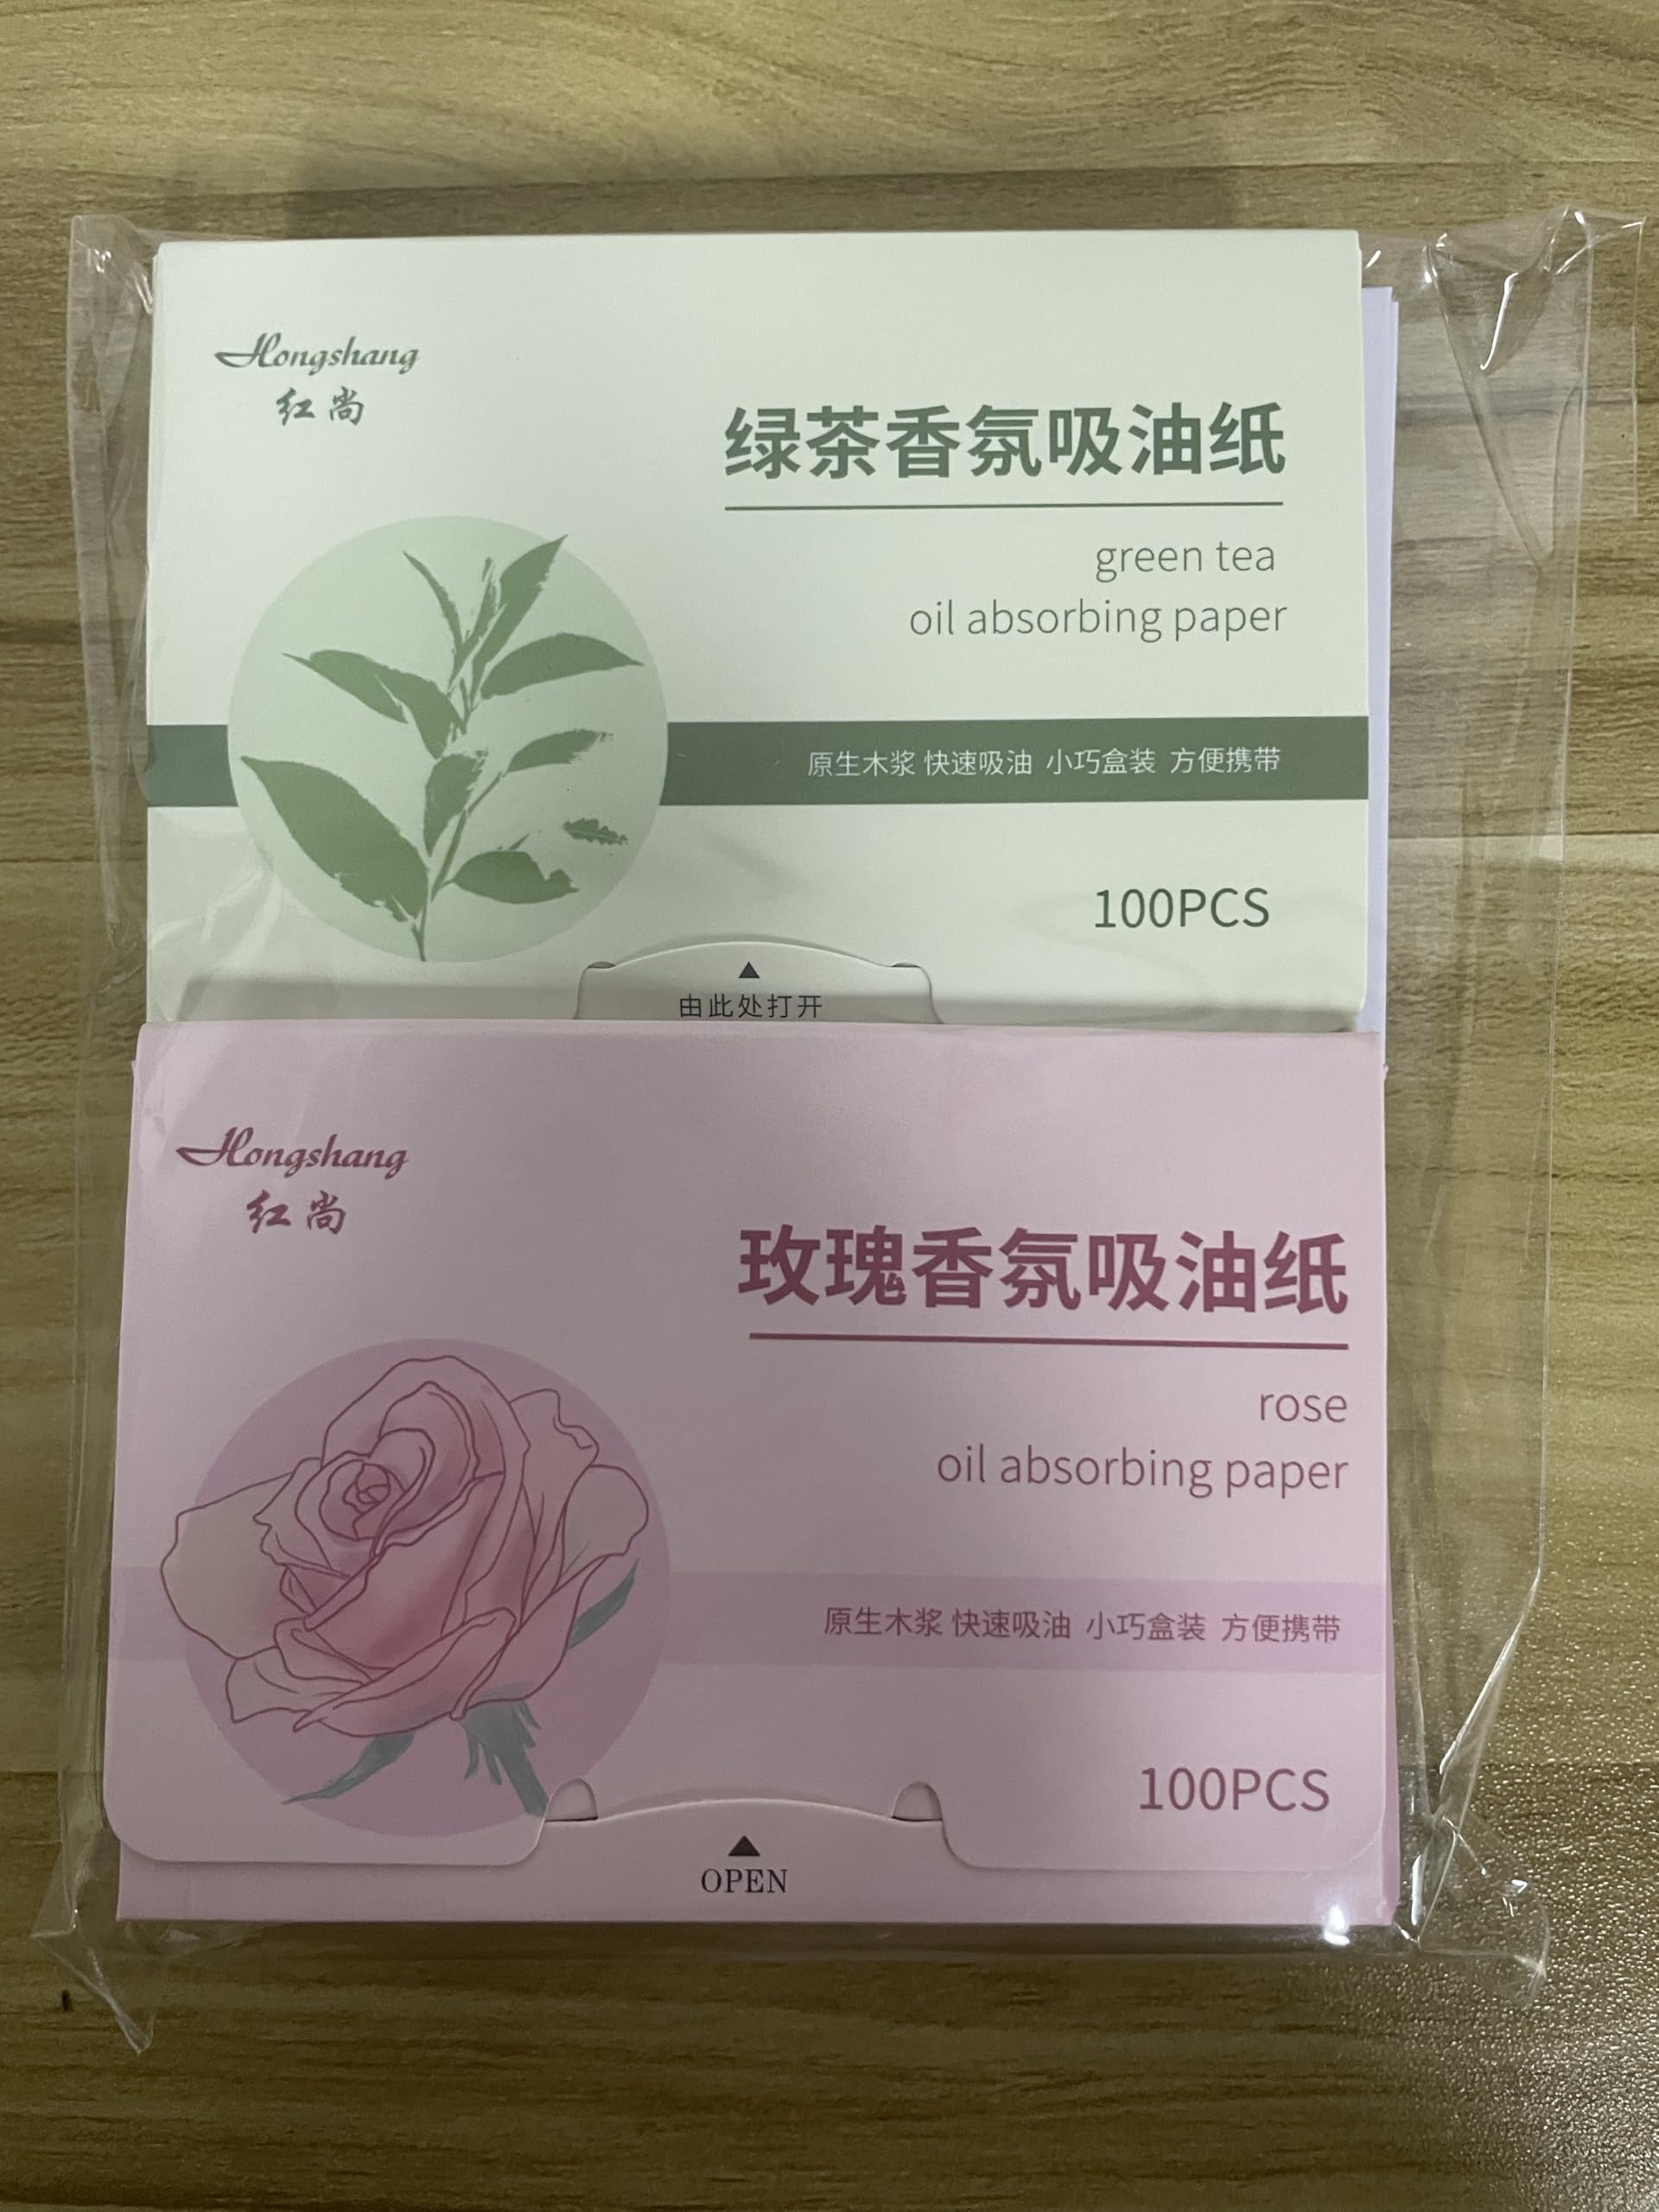 Hongshang
红尚
绿茶香氛吸油纸
green tea
oil absorbing paper
原生木浆 快速吸油 小巧盒装 方便携带
100PCS
由此处打开
Hongshang
红尚
玫瑰香氛吸油纸
rose
oil absorbing paper
原生木浆 快速吸油 小巧盒装 方便携带
100PCS
OPEN